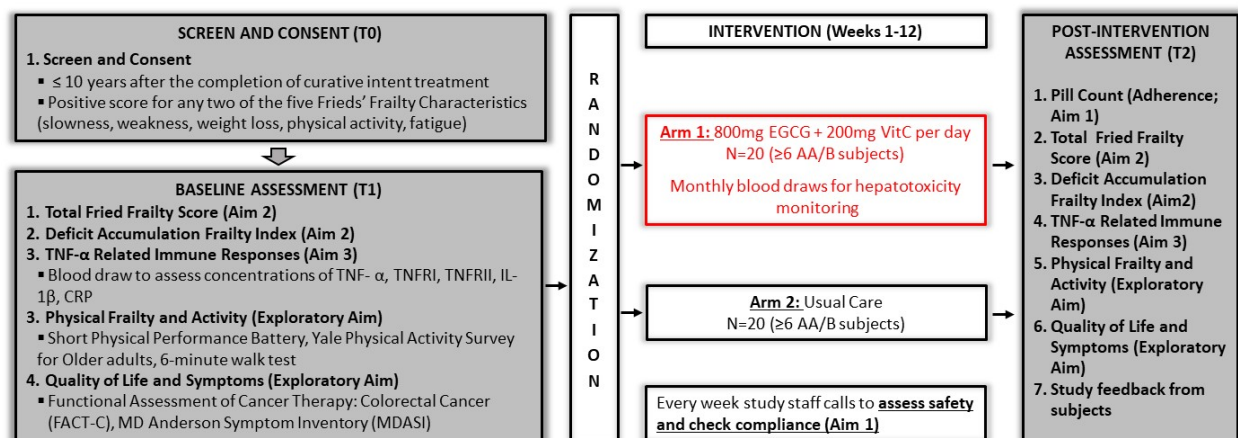 SCREEN AND CONSENT (T0)
1. Screen and Consent
▪ ≤ 10 years after the completion of curative intent treatment
▪ Positive score for any two of the five Frieds' Frailty Characteristics
(slowness, weakness, weight loss, physical activity, fatigue)
BASELINE ASSESSMENT (T1)
1. Total Fried Frailty Score (Aim 2)
2. Deficit Accumulation Frailty Index (Aim 2)
3. TNF-α Related Immune Responses (Aim 3)
▪ Blood draw to assess concentrations of TNF- α, TNFRI, TNFRII, IL-
1β, CRP
3. Physical Frailty and Activity (Exploratory Aim)
▪ Short Physical Performance Battery, Yale Physical Activity Survey
for Older adults, 6-minute walk test
4. Quality of Life and Symptoms (Exploratory Aim)
▪ Functional Assessment of Cancer Therapy: Colorectal Cancer
(FACT-C), MD Anderson Symptom Inventory (MDASI)
R
A
N
D
O
M
I
Z
A
T
I
O
N
INTERVENTION (Weeks 1-12)
Arm 1: 800mg EGCG + 200mg VitC per day
N=20 (≥6 AA/B subjects)
Monthly blood draws for hepatotoxicity
monitoring
Arm 2: Usual Care
N=20 (≥6 AA/B subjects)
Every week study staff calls to assess safety
and check compliance (Aim 1)
POST-INTERVENTION
ASSESSMENT (T2)
1. Pill Count (Adherence;
Aim 1)
2. Total Fried Frailty
Score (Aim 2)
3. Deficit Accumulation
Frailty Index (Aim2)
4. TNF-α Related Immune
Responses (Aim 3)
5. Physical Frailty and
Activity (Exploratory
Aim)
6. Quality of Life and
Symptoms (Exploratory
Aim)
7. Study feedback from
subjects